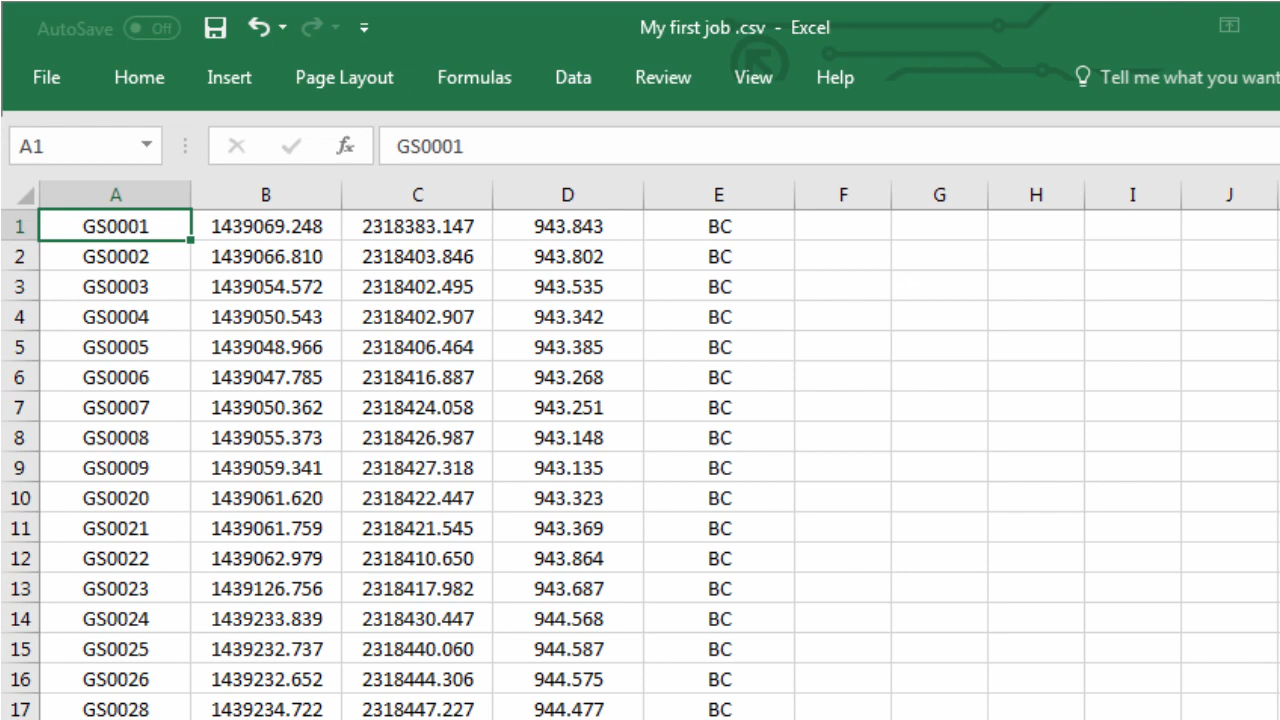 AutoSave Off My first job .csv - Excel
File Home Insert Page Layout Formulas Data Review View Help Tell me what you want
A1 fx GS0001
A B C D E F G H I J
1 GS0001 1439069.248 2318383.147 943.843 BC
2 GS0002 1439066.810 2318403.846 943.802 BC
3 GS0003 1439054.572 2318402.495 943.535 BC
4 GS0004 1439050.543 2318402.907 943.342 BC
5 GS0005 1439048.966 2318406.464 943.385 BC
6 GS0006 1439047.785 2318416.887 943.268 BC
7 GS0007 1439050.362 2318424.058 943.251 BC
8 GS0008 1439055.373 2318426.987 943.148 BC
9 GS0009 1439059.341 2318427.318 943.135 BC
10 GS0020 1439061.620 2318422.447 943.323 BC
11 GS0021 1439061.759 2318421.545 943.369 BC
12 GS0022 1439062.979 2318410.650 943.864 BC
13 GS0023 1439126.756 2318417.982 943.687 BC
14 GS0024 1439233.839 2318430.447 944.568 BC
15 GS0025 1439232.737 2318440.060 944.587 BC
16 GS0026 1439232.652 2318444.306 944.575 BC
17 GS0028 1439234.722 2318447.227 944.477 BC